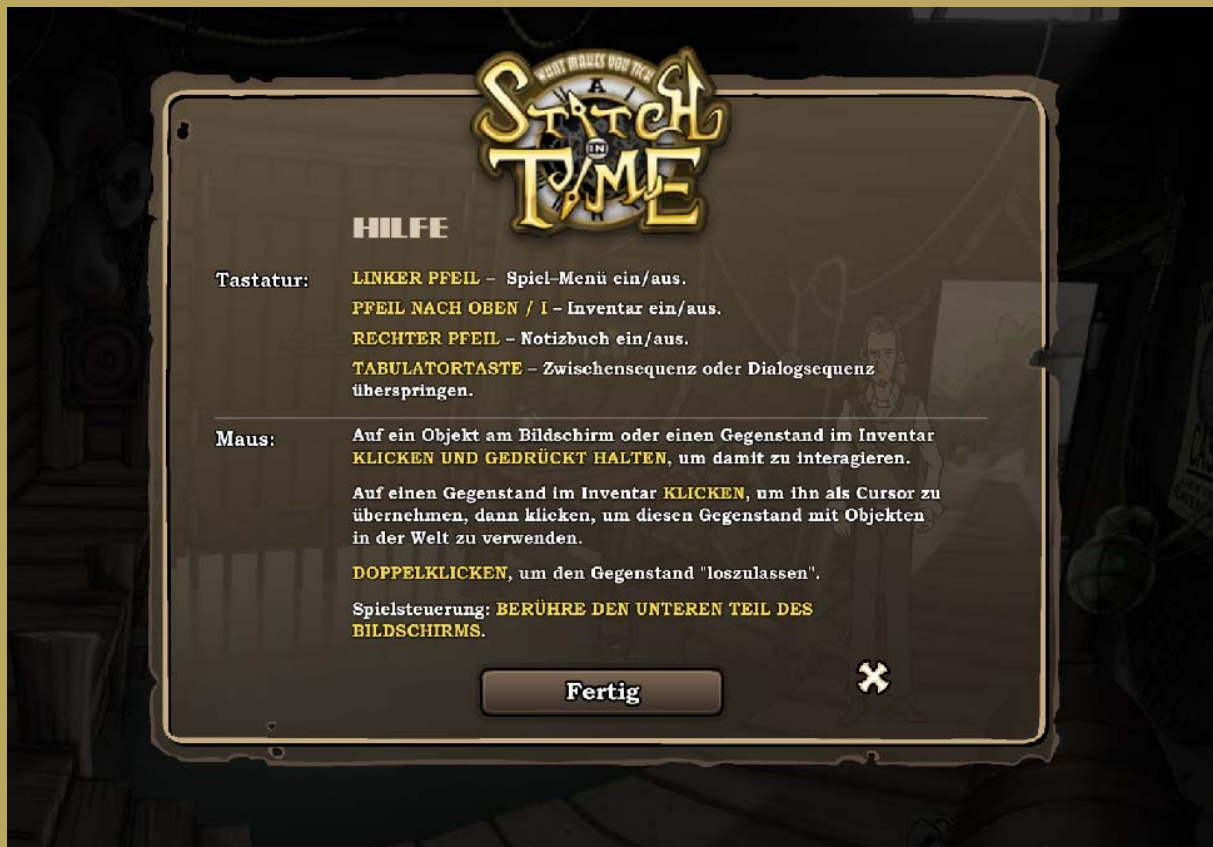 WHAT MAKES YOU TICK
A
STITCH
IN
TIME
HILFE
Tastatur:
LINKER PFEIL – Spiel-Menü ein/aus.
PFEIL NACH OBEN / I – Inventar ein/aus.
RECHTER PFEIL – Notizbuch ein/aus.
TABULATORTASTE – Zwischensequenz oder Dialogsequenz
überspringen.
Maus:
Auf ein Objekt am Bildschirm oder einen Gegenstand im Inventar
KLICKEN UND GEDRÜCKT HALTEN, um damit zu interagieren.
Auf einen Gegenstand im Inventar KLICKEN, um ihn als Cursor zu
übernehmen, dann klicken, um diesen Gegenstand mit Objekten
in der Welt zu verwenden.
DOPPELKLICKEN, um den Gegenstand "loszulassen".
Spielsteuerung: BERÜHRE DEN UNTEREN TEIL DES
BILDSCHIRMS.
Fertig